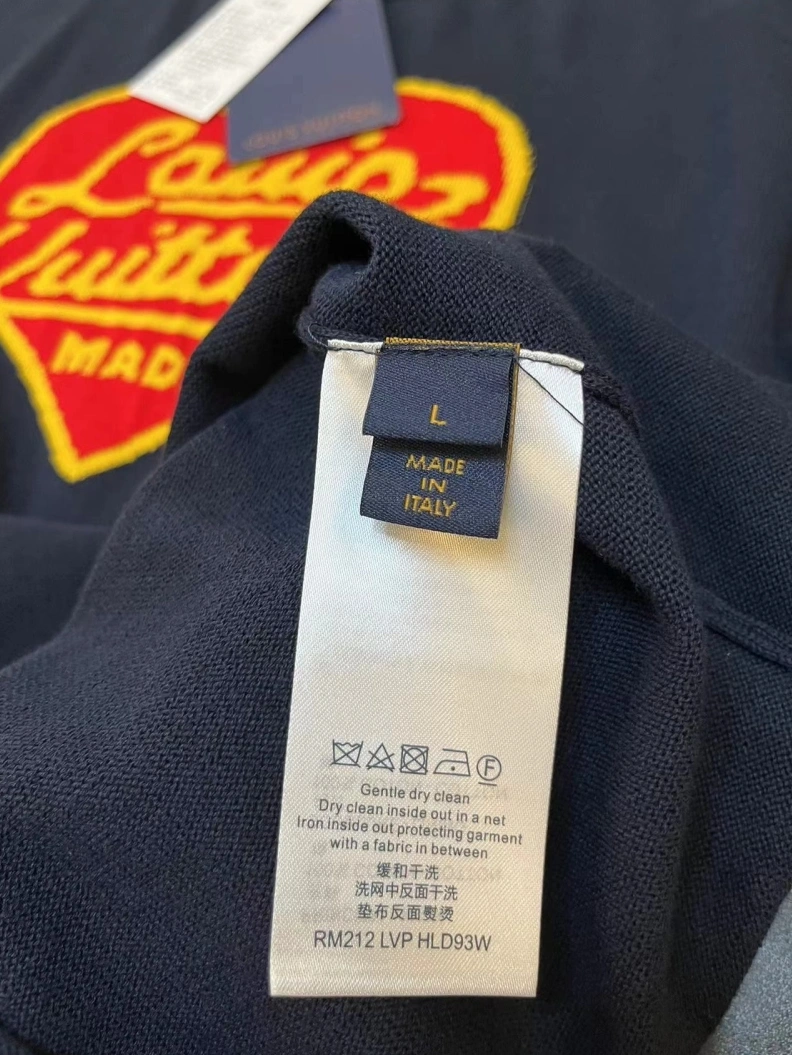 LOUIS VUITTON
Louis
Vuitton
MAD
L
MADE
IN
ITALY
F
Gentle dry clean
Dry clean inside out in a net
Iron inside out protecting garment
with a fabric in between
缓和干洗
洗网中反面干洗
垫布反面熨烫
RM212 LVP HLD93W